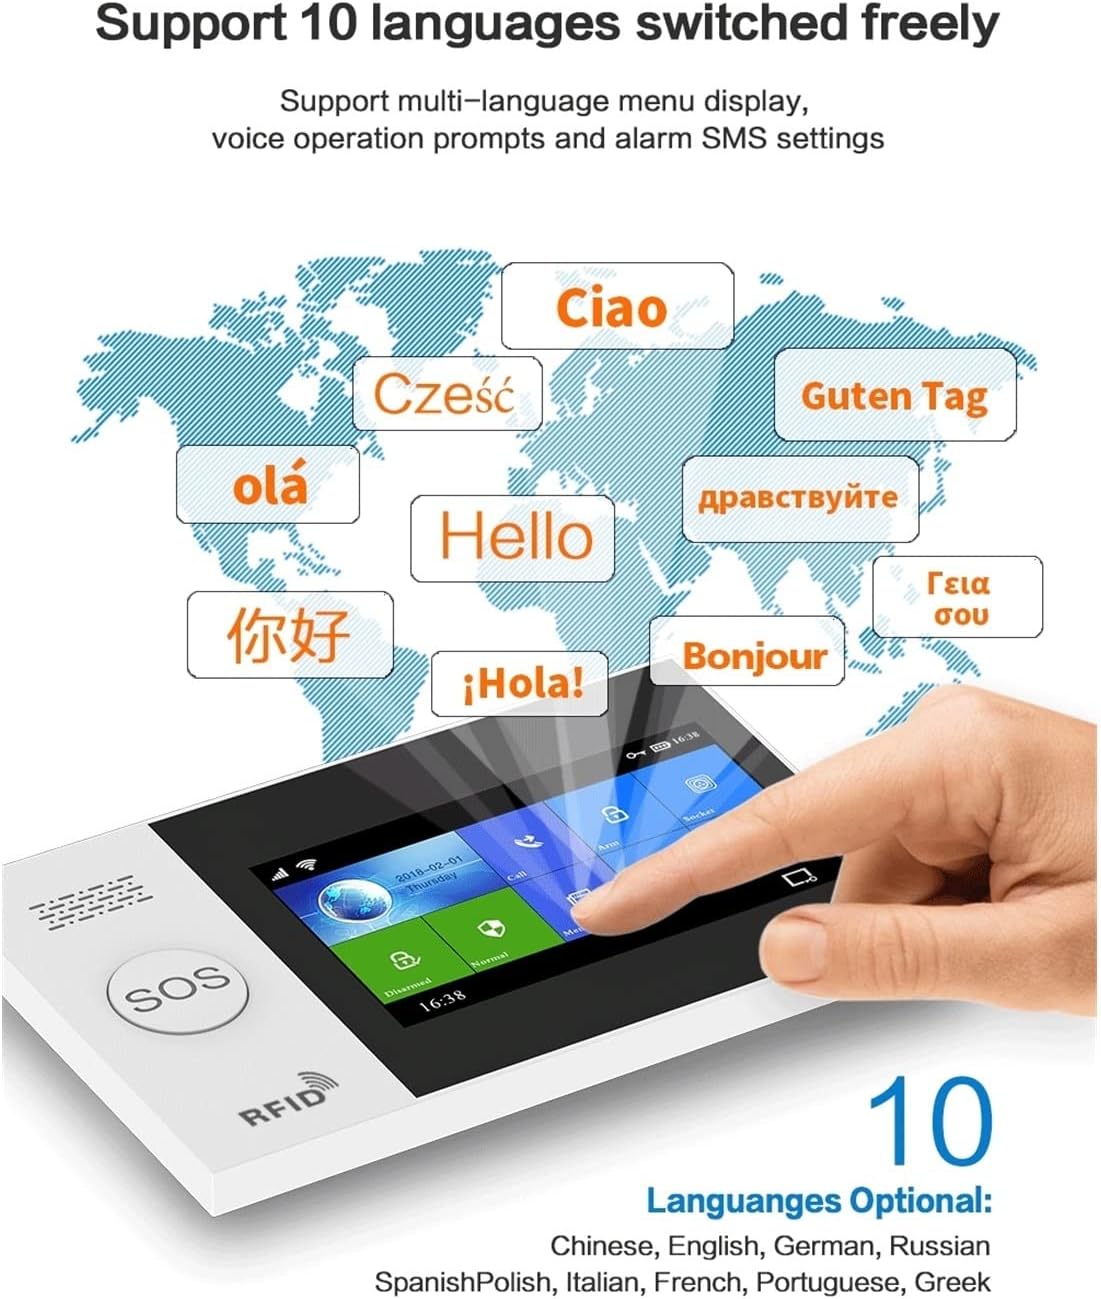 Support 10 languages switched freely
Support multi-language menu display,
voice operation prompts and alarm SMS settings
Ciao
Cześć
Guten Tag
olá
дравствуйте
Hello
Γεια
σου
你好
Bonjour
¡Hola!
16:38
Socket
Arm
Call
2018-02-01
Thursday
Normal
Disarmed
16:38
SOS
RFID
10
Languanges Optional:
Chinese, English, German, Russian
SpanishPolish, Italian, French, Portuguese, Greek